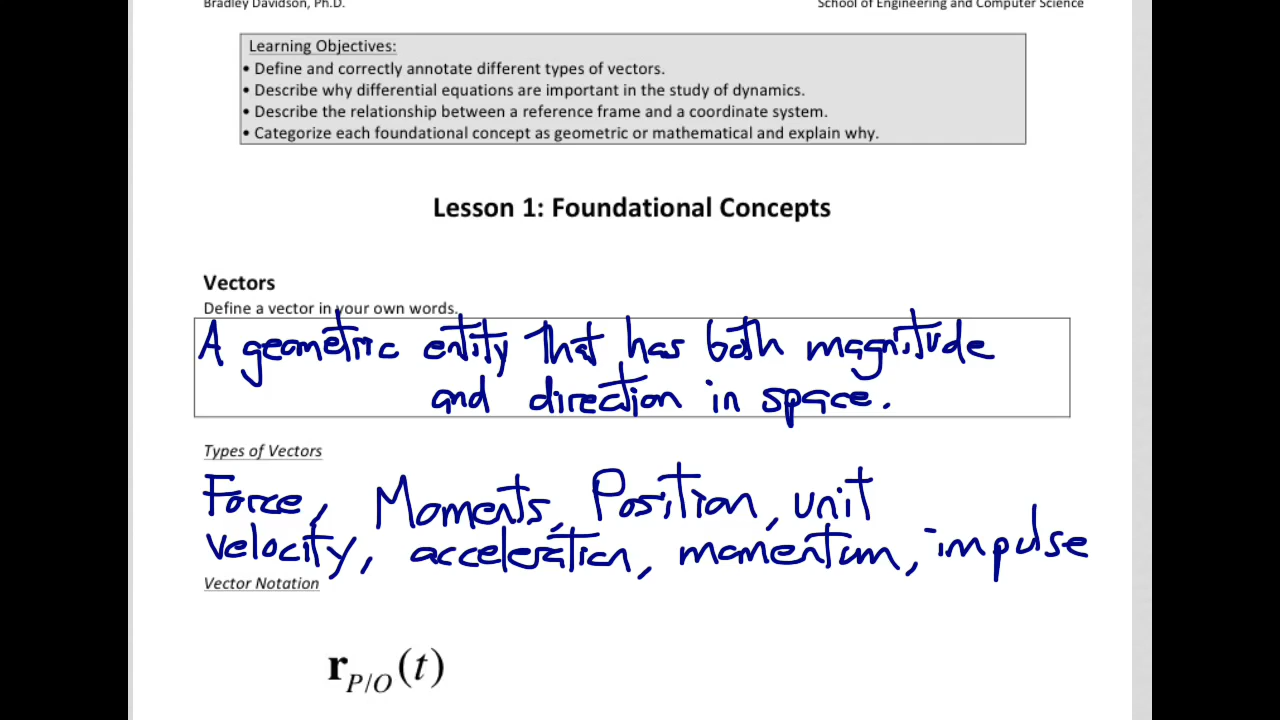 Bradley Davidson, Ph.D. School of Engineering and Computer Science
Learning Objectives:
• Define and correctly annotate different types of vectors.
• Describe why differential equations are important in the study of dynamics.
• Describe the relationship between a reference frame and a coordinate system.
• Categorize each foundational concept as geometric or mathematical and explain why.
Lesson 1: Foundational Concepts
Vectors
Define a vector in your own words.
A geometric entity that has both magnitude
and direction in space.
Types of Vectors
Force, Moments, Position, unit
velocity, acceleration, momentum, impulse
Vector Notation
r_{P/O}(t)